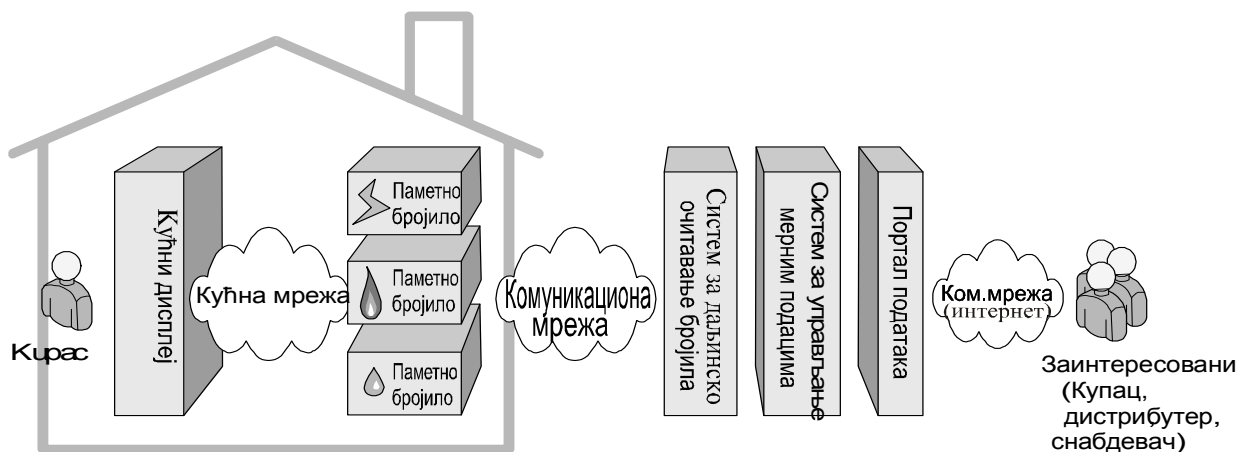 Kupac
Кућни дисплеј
Кућна мрежа
Паметно
бројило
Паметно
бројило
Паметно
бројило
Комуникациона
мрежа
Систем за даљинско
очитавање бројила
Систем за управљање
мерним подацима
Портал података
Ком.мрежа
(интернет)
Заинтересовани
(Купац,
дистрибутер,
снабдевач)